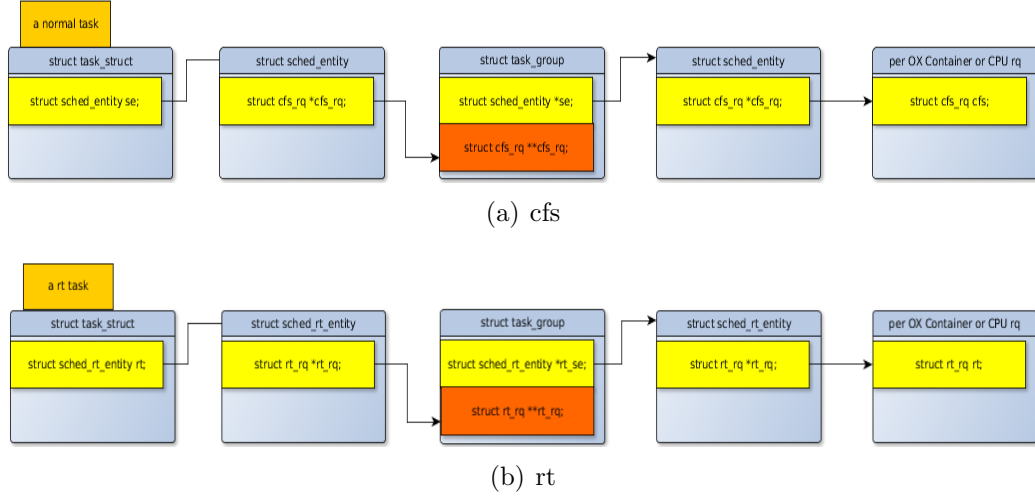 a normal task
struct task_struct
struct sched_entity
struct task_group
struct sched_entity
per OX Container or CPU rq
struct sched_entity se;
struct cfs_rq *cfs_rq;
struct sched_entity *se;
struct cfs_rq *cfs_rq;
struct cfs_rq cfs;
struct cfs_rq **cfs_rq;
(a) cfs
a rt task
struct task_struct
struct sched_rt_entity
struct task_group
struct sched_rt_entity
per OX Container or CPU rq
struct sched_rt_entity rt;
struct rt_rq *rt_rq;
struct sched_rt_entity *rt_se;
struct rt_rq *rt_rq;
struct rt_rq rt;
struct rt_rq **rt_rq;
(b) rt